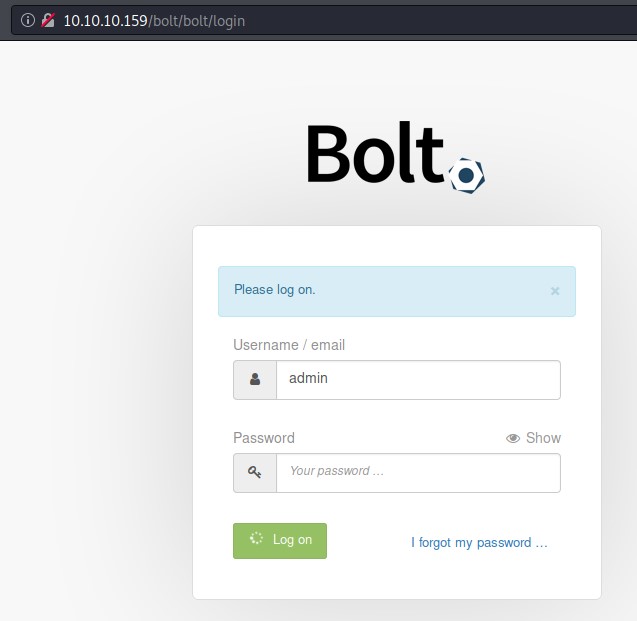 10.10.10.159/bolt/bolt/login
Bolt
Please log on. ×
Username / email
admin
Password Show
Your password ...
Log on I forgot my password ...